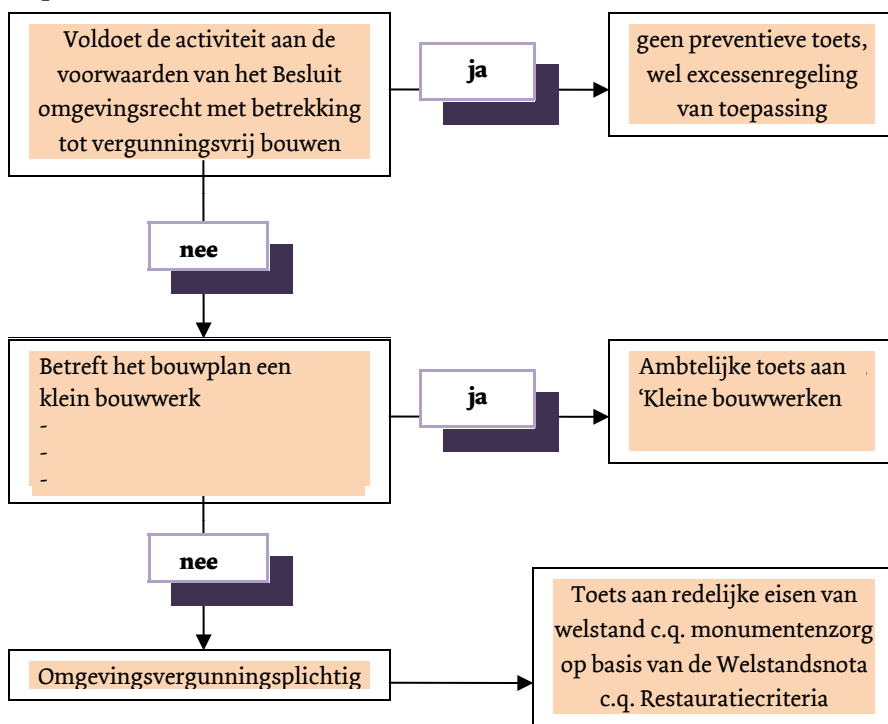 Voldoet de activiteit aan de
voorwaarden van het Besluit
omgevingsrecht met betrekking
tot vergunningsvrij bouwen
ja
geen preventieve toets,
wel excessenregeling
van toepassing
nee
Betreft het bouwplan een
klein bouwwerk
-
-
-
ja
Ambtelijke toets aan
‘Kleine bouwwerken
nee
Omgevingsvergunningsplichtig
Toets aan redelijke eisen van
welstand c.q. monumentenzorg
op basis van de Welstandsnota
c.q. Restauratiecriteria